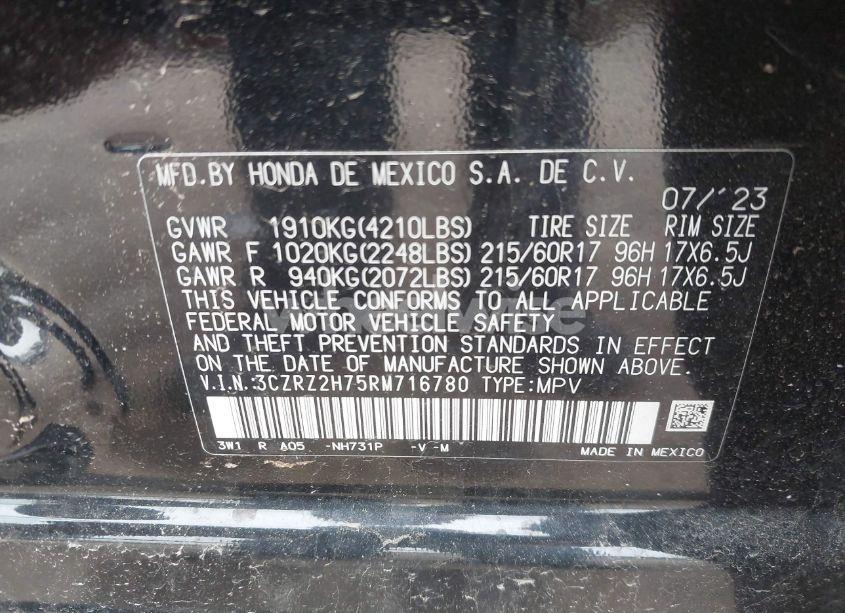 MFD.BY HONDA DE MEXICO S.A. DE C.V.
07/'23
GVWR 1910KG(4210LBS) TIRE SIZE RIM SIZE
GAWR F 1020KG(2248LBS) 215/60R17 96H 17X6.5J
GAWR R 940KG(2072LBS) 215/60R17 96H 17X6.5J
THIS VEHICLE CONFORMS TO ALL APPLICABLE
FEDERAL MOTOR VEHICLE SAFETY
AND THEFT PREVENTION STANDARDS IN EFFECT
ON THE DATE OF MANUFACTURE SHOWN ABOVE.
V.I.N.:3CZRZ2H75RM716780 TYPE:MPV
3W1 R A05 -NH731P -V -M
MADE IN MEXICO